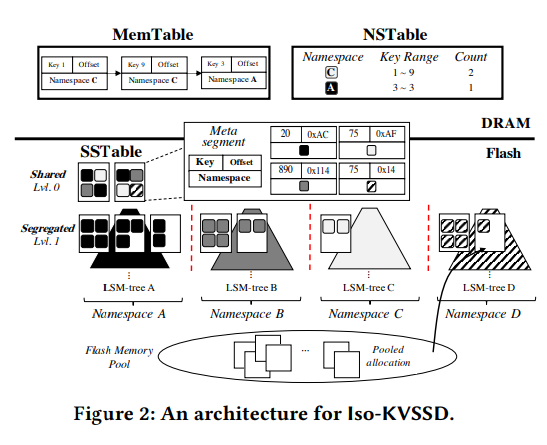 MemTable
Key 1 Offset
Namespace C
Key 9 Offset
Namespace C
Key 3 Offset
Namespace A
NSTable
Namespace Key Range Count
C 1 ~ 9 2
A 3 ~ 3 1
DRAM
Flash
SSTable
Shared
Lvl. 0
Meta
segment
Key Offset
Namespace
20 0xAC
75 0xAF
890 0x114
75 0x14
Segregated
Lvl. 1
LSM-tree A
LSM-tree B
LSM-tree C
LSM-tree D
Namespace A
Namespace B
Namespace C
Namespace D
Flash Memory
Pool
...
Pooled
allocation
Figure 2: An architecture for Iso-KVSSD.